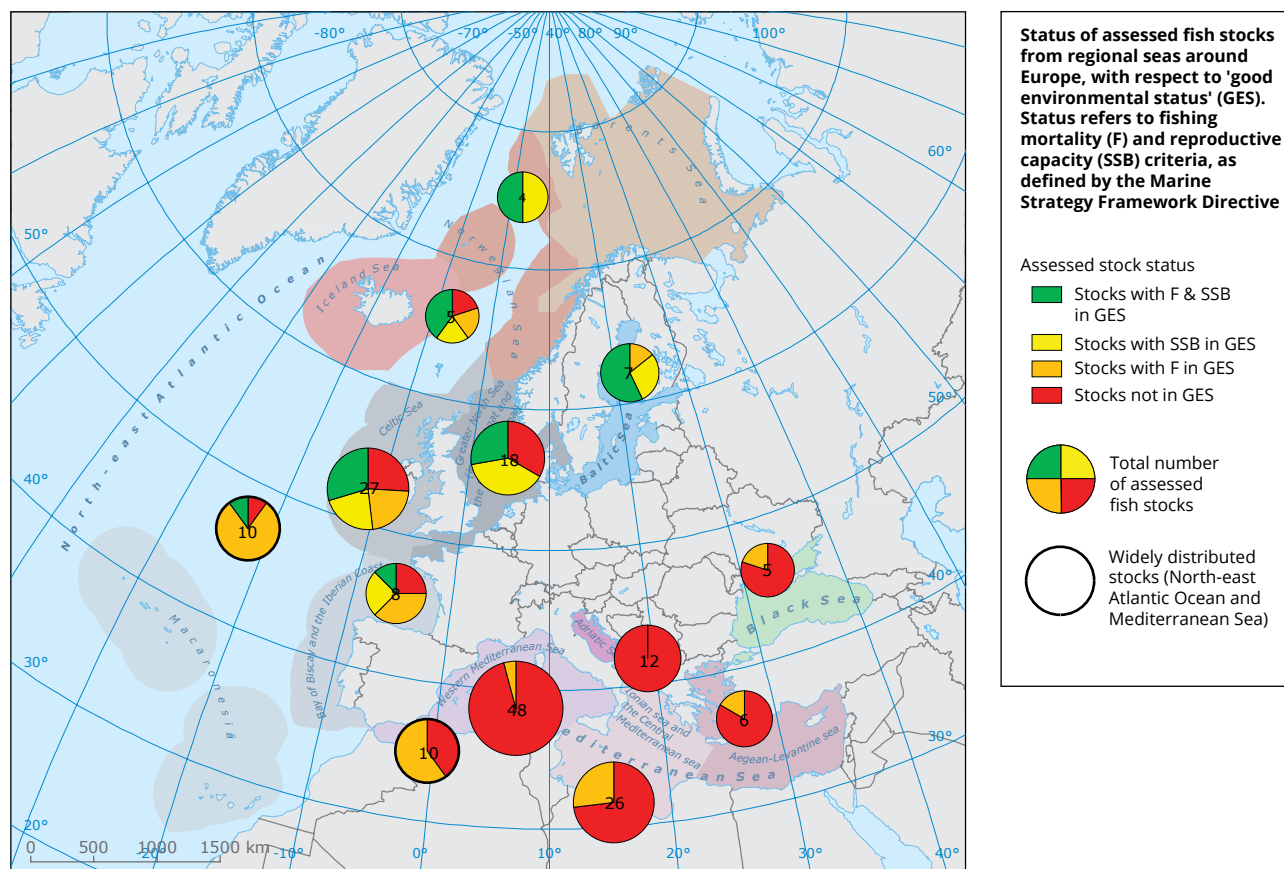 -80°
-70°
-50°
40°
80°
90°
100°
60°
50°
50°
40°
40°
30°
30°
20°
-20°
-10°
0°
10°
20°
30°
40°
Barents Sea
Norwegian Sea
Iceland Sea
North-east Atlantic Ocean
Celtic Sea
Greater North Sea
Baltic Sea
Bay of Biscay and the Iberian Coast
Macaronesia
Black Sea
Adriatic
Western Mediterranean Sea
Ionian sea and
the Central
Mediterranean sea
Aegean-Levantine sea
Mediterranean Sea
4
5
7
18
27
10
8
5
12
48
6
10
26
0 500 1000 1500 km
Status of assessed fish stocks
from regional seas around
Europe, with respect to 'good
environmental status' (GES).
Status refers to fishing
mortality (F) and reproductive
capacity (SSB) criteria, as
defined by the Marine
Strategy Framework Directive
Assessed stock status
Stocks with F & SSB
in GES
Stocks with SSB in GES
Stocks with F in GES
Stocks not in GES
Total number
of assessed
fish stocks
Widely distributed
stocks (North-east
Atlantic Ocean and
Mediterranean Sea)